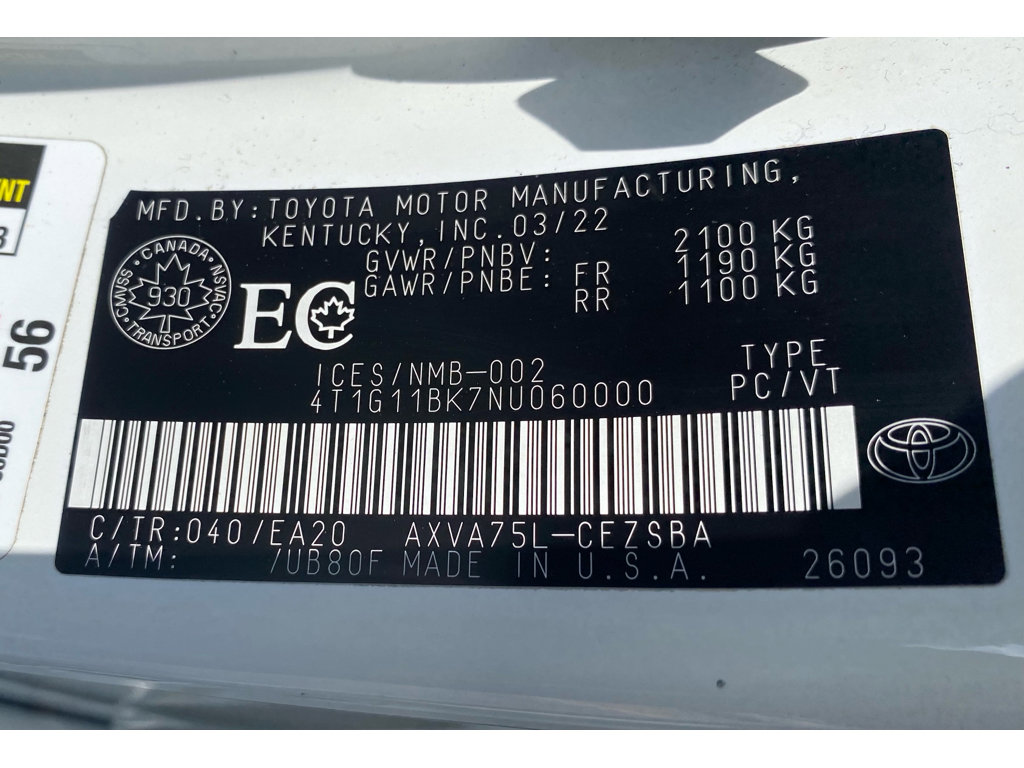 MFD.BY:TOYOTA MOTOR MANUFACTURING,
KENTUCKY,INC.03/22
GVWR/PNBV: 2100 KG
GAWR/PNBE: FR 1190 KG
RR 1100 KG
CANADA
CMVSS 930 NSVAC
TRANSPORT
EC
ICES/NMB-002
TYPE
4T1G11BK7NU060000
PC/VT
C/TR:040/EA20 AXVA75L-CEZSBA
A/TM: /UB80F MADE IN U.S.A. 26093
NT
56